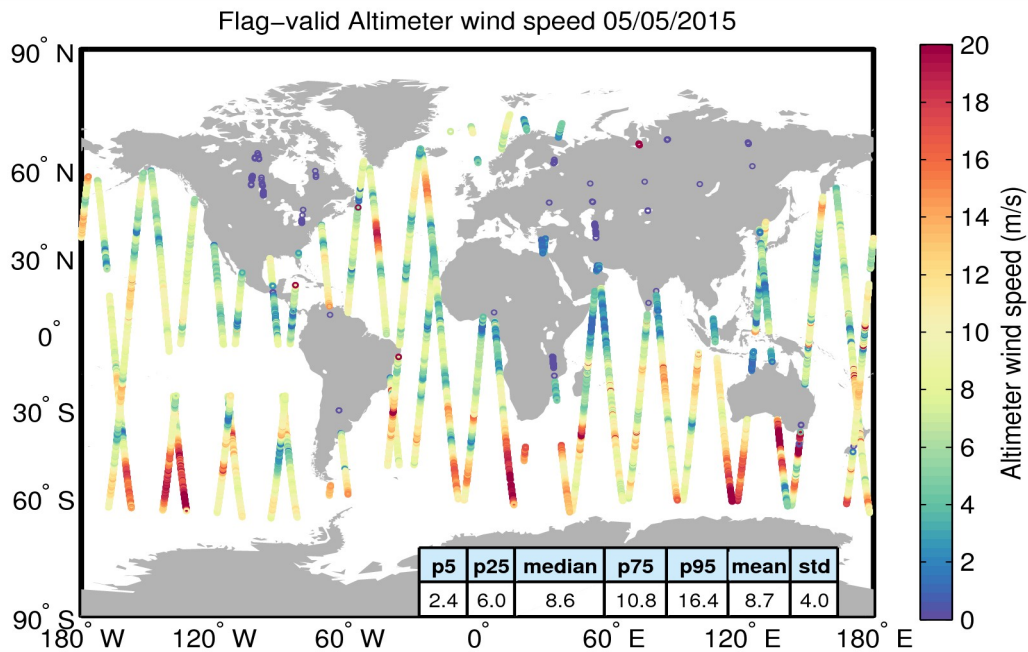 Flag−valid Altimeter wind speed 05/05/2015
90° N
60° N
30° N
0°
30° S
60° S
90° S
180° W
120° W
60° W
0°
60° E
120° E
180° E
p5 p25 median p75 p95 mean std
2.4 6.0 8.6 10.8 16.4 8.7 4.0
20
18
16
14
12
10
8
6
4
2
0
Altimeter wind speed (m/s)